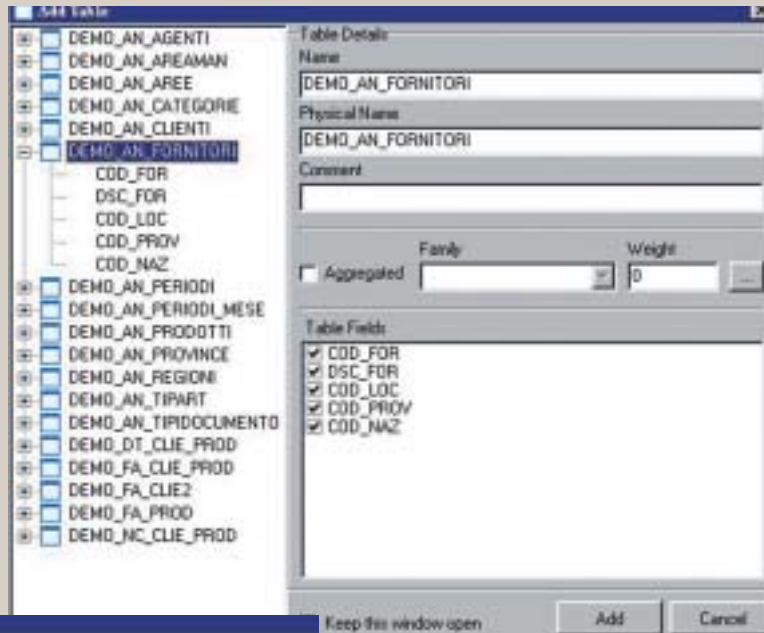 Add Table
DEMO_AN_AGENTI
DEMO_AN_AREAMAN
DEMO_AN_AREE
DEMO_AN_CATEGORIE
DEMO_AN_CLIENTI
DEMO_AN_FORNITORI
COD_FOR
DSC_FOR
COD_LOC
COD_PROV
COD_NAZ
DEMO_AN_PERIODI
DEMO_AN_PERIODI_MESE
DEMO_AN_PRODOTTI
DEMO_AN_PROVINCE
DEMO_AN_REGIONI
DEMO_AN_TIPART
DEMO_AN_TIPIDOCUMENTO
DEMO_DT_CLIE_PROD
DEMO_FA_CLIE_PROD
DEMO_FA_CLIE2
DEMO_FA_PROD
DEMO_NC_CLIE_PROD
Table Details
Name
DEMO_AN_FORNITORI
Physical Name
DEMO_AN_FORNITORI
Comment
Family Weight
Aggregated 0 ...
Table Fields
COD_FOR
DSC_FOR
COD_LOC
COD_PROV
COD_NAZ
Keep this window open Add Cancel